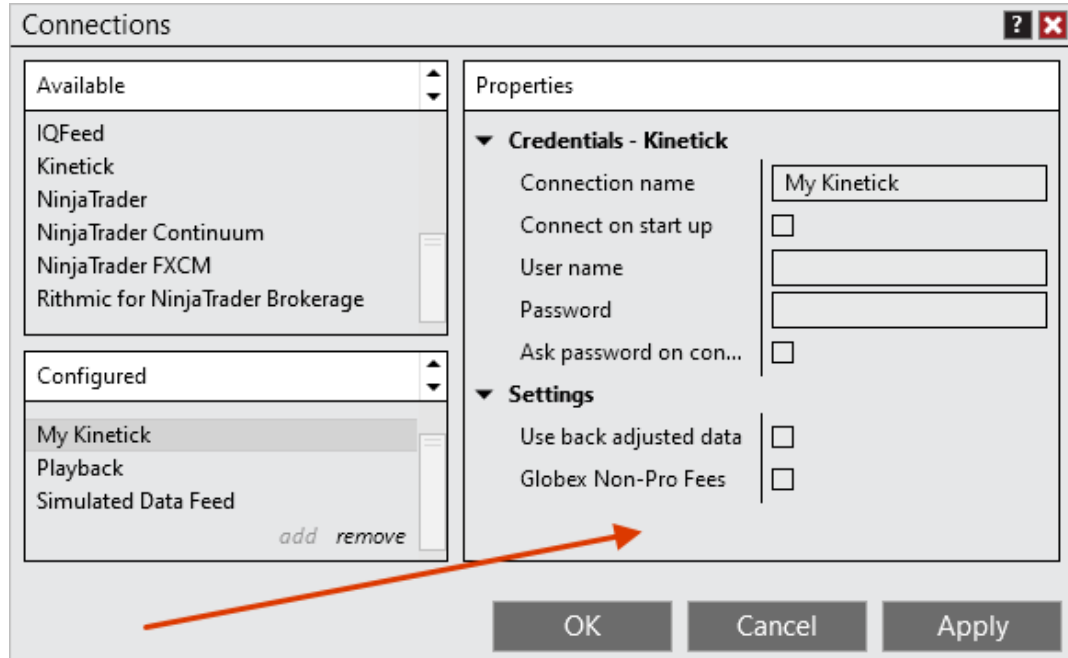 Connections
?
Available
IQFeed
Kinetick
NinjaTrader
NinjaTrader Continuum
NinjaTrader FXCM
Rithmic for NinjaTrader Brokerage
Configured
My Kinetick
Playback
Simulated Data Feed
add remove
Properties
Credentials - Kinetick
Connection name My Kinetick
Connect on start up
User name
Password
Ask password on con...
Settings
Use back adjusted data
Globex Non-Pro Fees
OK Cancel Apply